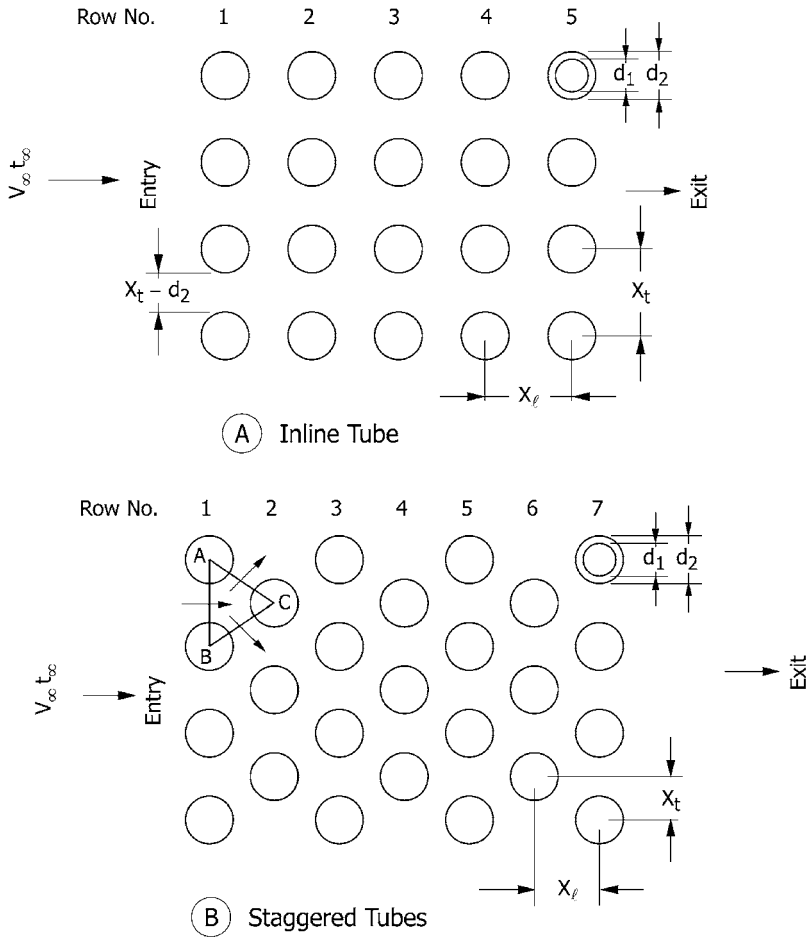 Row No. 1 2 3 4 5
d₁ d₂
V∞ t∞
Entry
Exit
Xt – d₂
Xt
Xℓ
A Inline Tube
Row No. 1 2 3 4 5 6 7
A
d₁ d₂
C
B
V∞ t∞
Entry
Exit
Xt
Xℓ
B Staggered Tubes